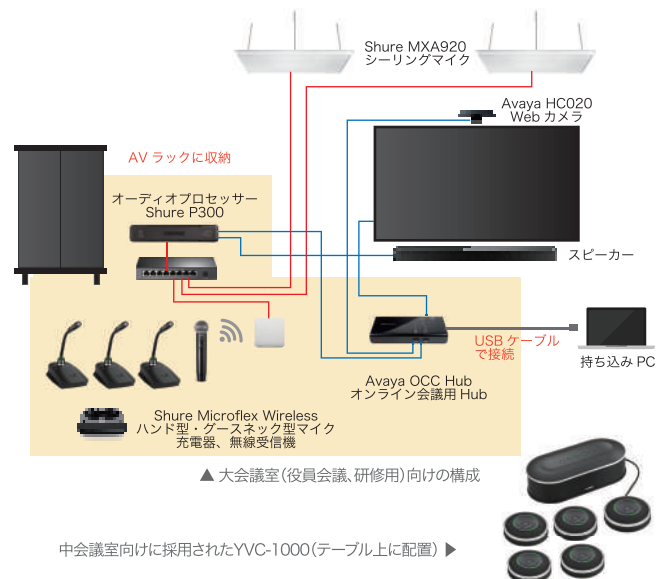 Shure MXA920
シーリングマイク
Avaya HC020
Web カメラ
AV ラックに収納
オーディオプロセッサー
Shure P300
スピーカー
USB ケーブル
で接続
持ち込み PC
Avaya OCC Hub
オンライン会議用 Hub
Shure Microflex Wireless
ハンド型・グースネック型マイク
充電器、無線受信機
▲ 大会議室（役員会議、研修用）向けの構成
中会議室向けに採用されたYVC-1000（テーブル上に配置） ▶